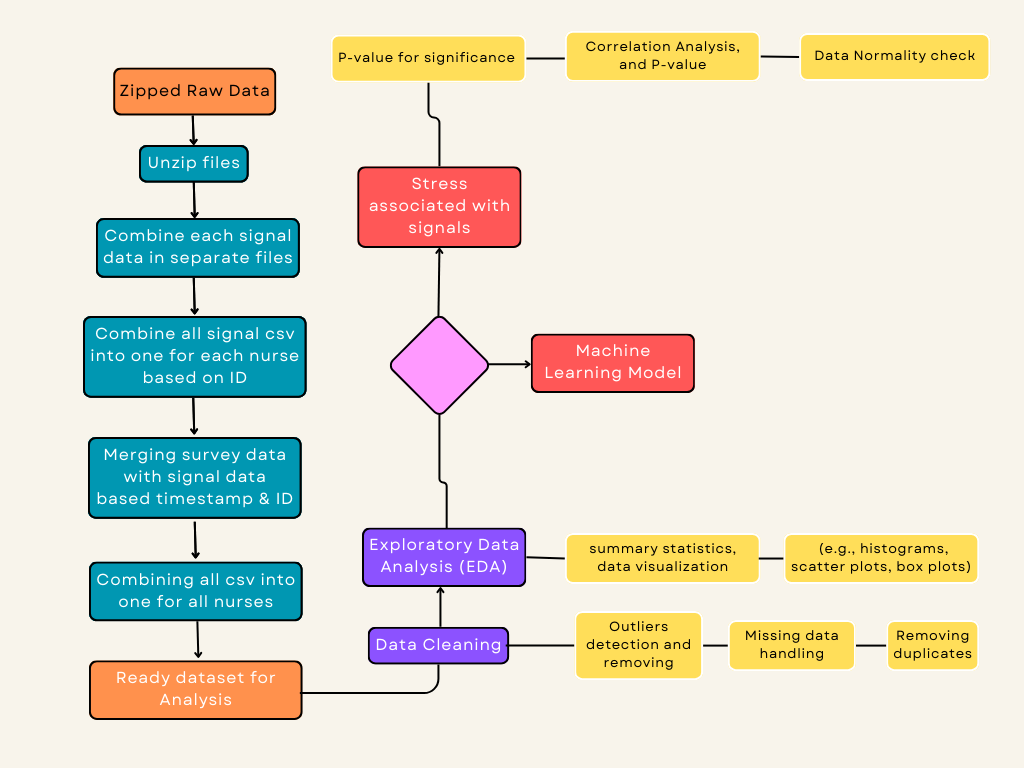 Zipped Raw Data
Unzip files
Combine each signal
data in separate files
Combine all signal csv
into one for each nurse
based on ID
Merging survey data
with signal data
based timestamp & ID
Combining all csv into
one for all nurses
Ready dataset for
Analysis
Data Cleaning
Outliers
detection and
removing
Missing data
handling
Removing
duplicates
Exploratory Data
Analysis (EDA)
summary statistics,
data visualization
(e.g., histograms,
scatter plots, box plots)
Machine
Learning Model
Stress
associated with
signals
P-value for significance
Correlation Analysis,
and P-value
Data Normality check